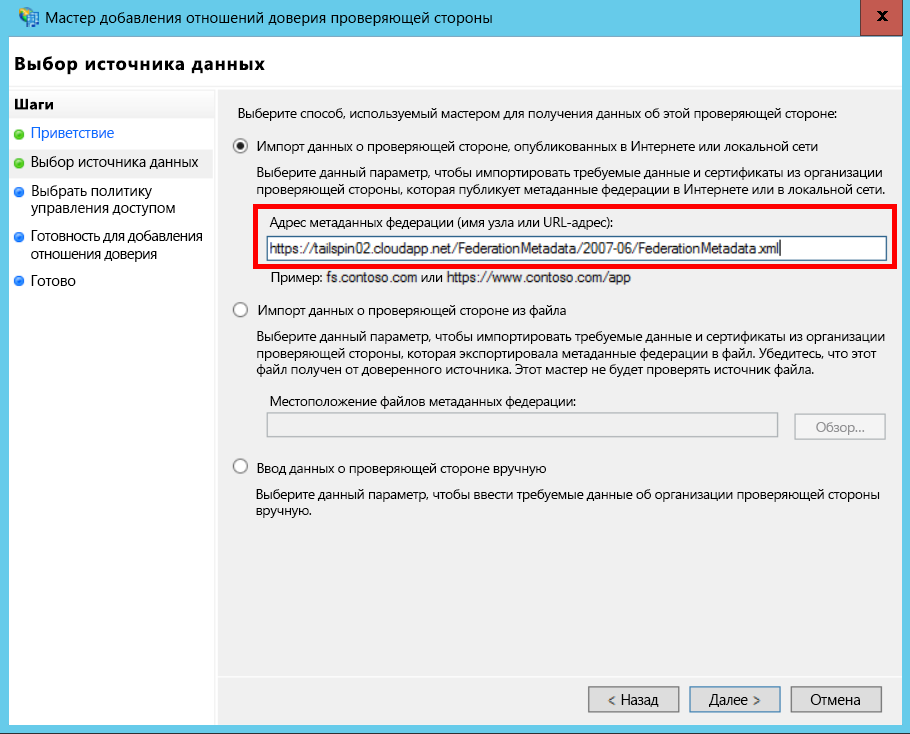 Мастер добавления отношений доверия проверяющей стороны
x
Выбор источника данных
Шаги
Приветствие
Выбор источника данных
Выбрать политику
управления доступом
Готовность для добавления
отношения доверия
Готово
Выберите способ, используемый мастером для получения данных об этой проверяющей стороне:
Импорт данных о проверяющей стороне, опубликованных в Интернете или локальной сети
Выберите данный параметр, чтобы импортировать требуемые данные и сертификаты из организации
проверяющей стороны, которая публикует метаданные федерации в Интернете или в локальной сети.
Адрес метаданных федерации (имя узла или URL-адрес):
https://tailspin02.cloudapp.net/FederationMetadata/2007-06/FederationMetadata.xml
Пример: fs.contoso.com или https://www.contoso.com/app
Импорт данных о проверяющей стороне из файла
Выберите данный параметр, чтобы импортировать требуемые данные и сертификаты из организации
проверяющей стороны, которая экспортировала метаданные федерации в файл. Убедитесь, что этот
файл получен от доверенного источника. Этот мастер не будет проверять источник файла.
Местоположение файлов метаданных федерации:
Обзор...
Ввод данных о проверяющей стороне вручную
Выберите данный параметр, чтобы ввести требуемые данные об организации проверяющей стороны
вручную.
< Назад
Далее >
Отмена